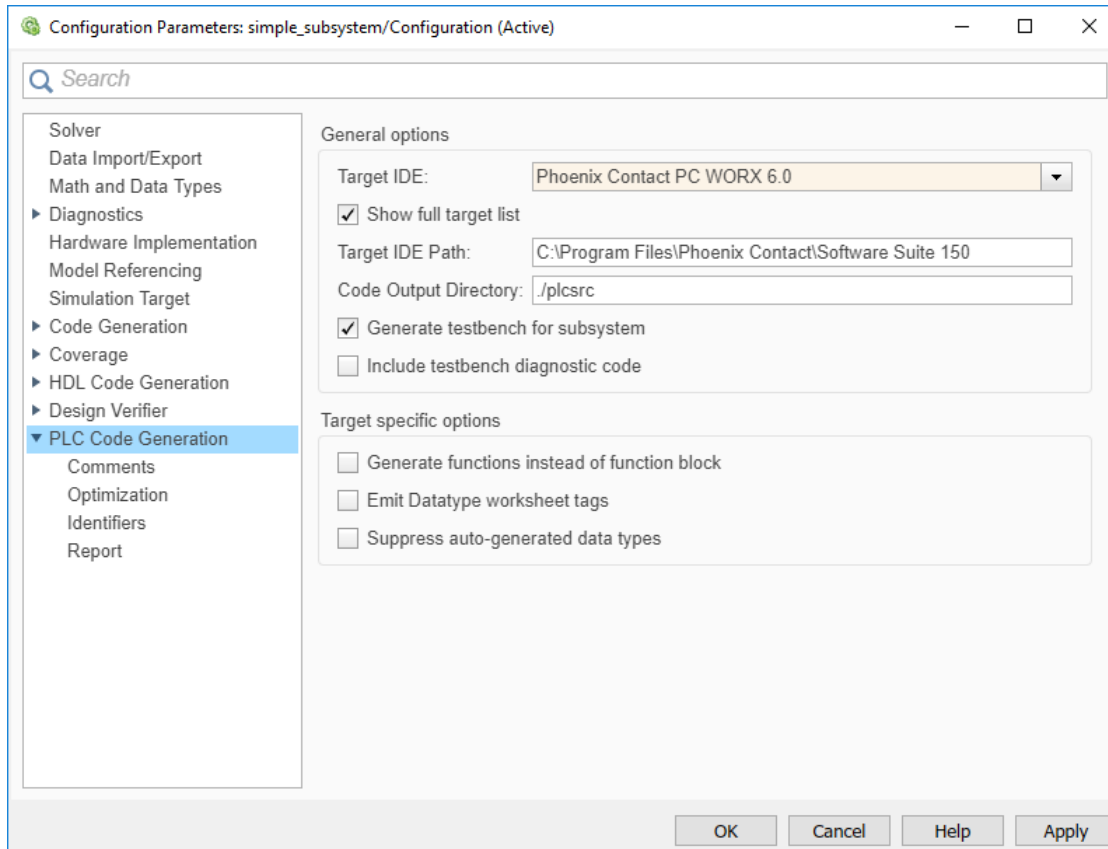 Configuration Parameters: simple_subsystem/Configuration (Active)
Search
Solver
Data Import/Export
Math and Data Types
Diagnostics
Hardware Implementation
Model Referencing
Simulation Target
Code Generation
Coverage
HDL Code Generation
Design Verifier
PLC Code Generation
Comments
Optimization
Identifiers
Report
General options
Target IDE: Phoenix Contact PC WORX 6.0
Show full target list
Target IDE Path: C:\Program Files\Phoenix Contact\Software Suite 150
Code Output Directory: ./plcsrc
Generate testbench for subsystem
Include testbench diagnostic code
Target specific options
Generate functions instead of function block
Emit Datatype worksheet tags
Suppress auto-generated data types
OK Cancel Help Apply